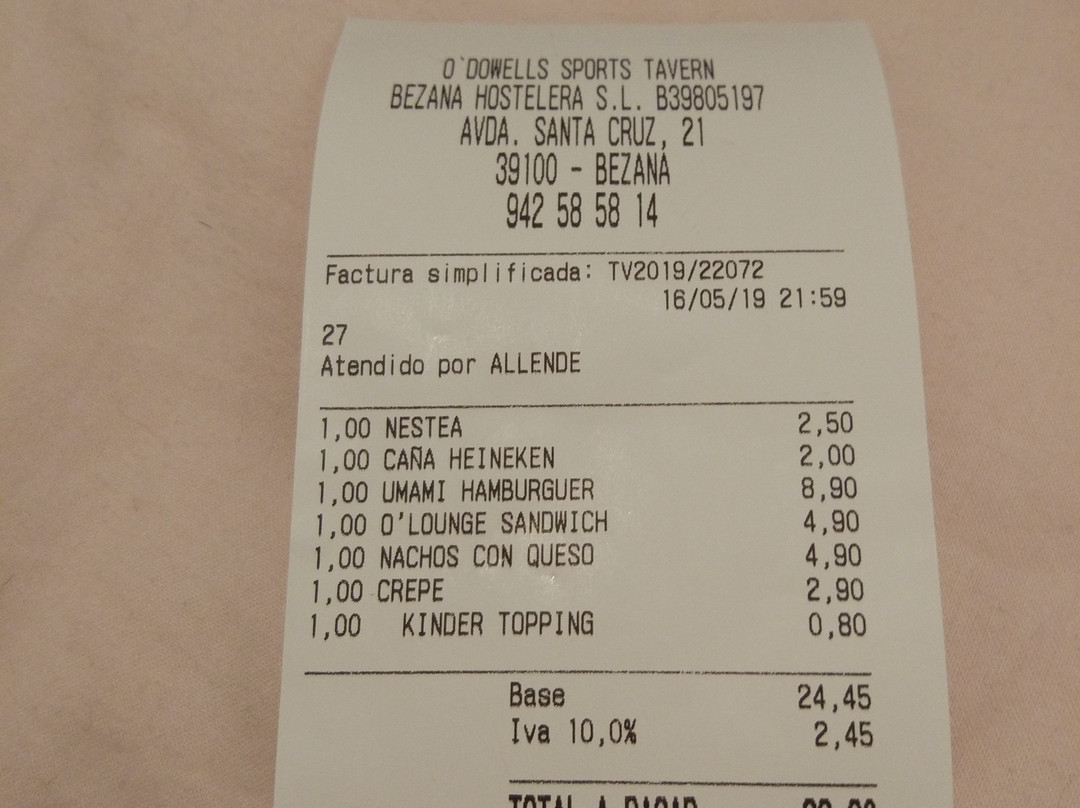 O`DOWELLS SPORTS TAVERN
BEZANA HOSTELERA S.L. B39805197
AVDA. SANTA CRUZ, 21
39100 - BEZANA
942 58 58 14
Factura simplificada: TV2019/22072
16/05/19 21:59
27
Atendido por ALLENDE
1,00 NESTEA 2,50
1,00 CAÑA HEINEKEN 2,00
1,00 UMAMI HAMBURGUER 8,90
1,00 O'LOUNGE SANDWICH 4,90
1,00 NACHOS CON QUESO 4,90
1,00 CREPE 2,90
1,00 KINDER TOPPING 0,80
Base 24,45
Iva 10,0% 2,45
TOTAL A PAGAR